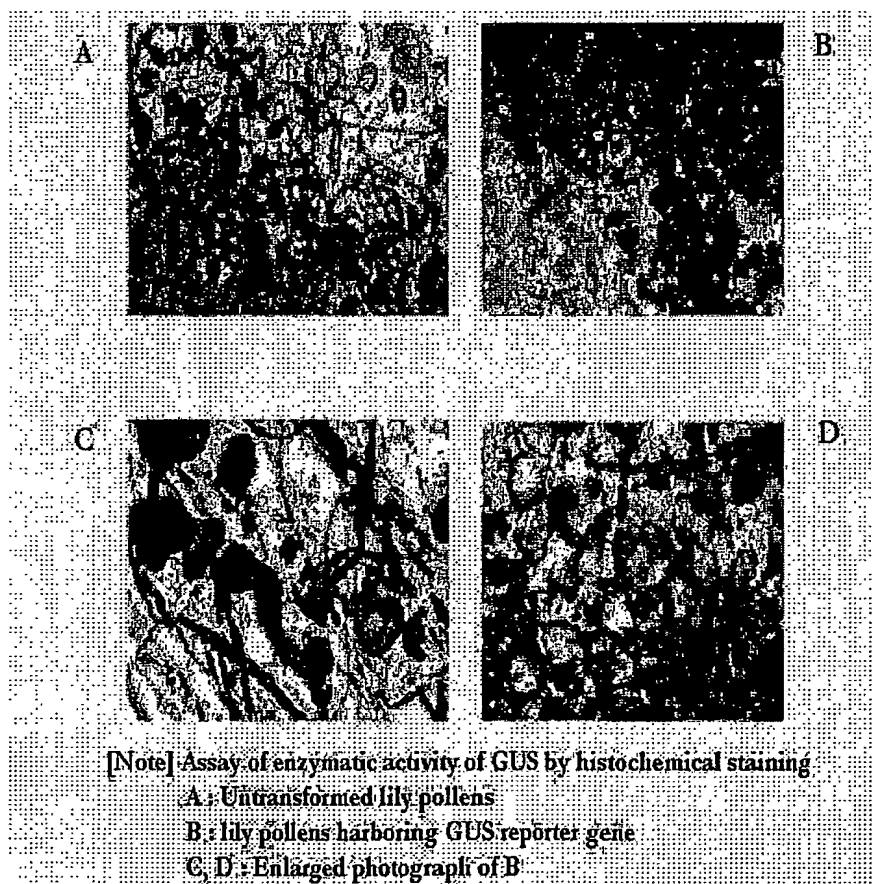 A
B
C
D
[Note] Assay of enzymatic activity of GUS by histochemical staining
A : Untransformed lily pollens
B : lily pollens harboring GUS reporter gene
C, D : Enlarged photograph of B